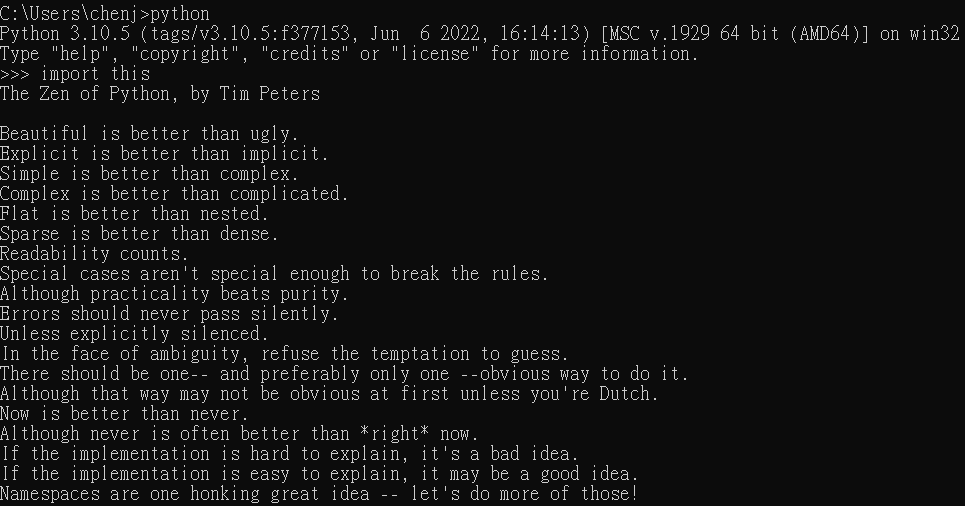 C:\Users\chenj>python
Python 3.10.5 (tags/v3.10.5:f377153, Jun  6 2022, 16:14:13) [MSC v.1929 64 bit (AMD64)] on win32
Type "help", "copyright", "credits" or "license" for more information.
>>> import this
The Zen of Python, by Tim Peters

Beautiful is better than ugly.
Explicit is better than implicit.
Simple is better than complex.
Complex is better than complicated.
Flat is better than nested.
Sparse is better than dense.
Readability counts.
Special cases aren't special enough to break the rules.
Although practicality beats purity.
Errors should never pass silently.
Unless explicitly silenced.
In the face of ambiguity, refuse the temptation to guess.
There should be one-- and preferably only one --obvious way to do it.
Although that way may not be obvious at first unless you're Dutch.
Now is better than never.
Although never is often better than *right* now.
If the implementation is hard to explain, it's a bad idea.
If the implementation is easy to explain, it may be a good idea.
Namespaces are one honking great idea -- let's do more of those!